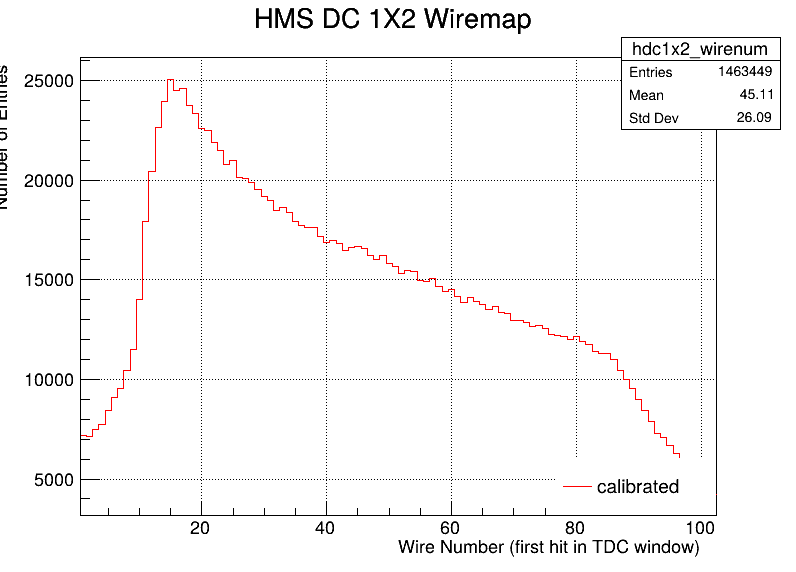 HMS DC 1X2 Wiremap
hdc1x2_wirenum
Entries 1463449
Mean 45.11
Std Dev 26.09
Number of Entries
25000
20000
15000
10000
5000
calibrated
20 40 60 80 100
Wire Number (first hit in TDC window)